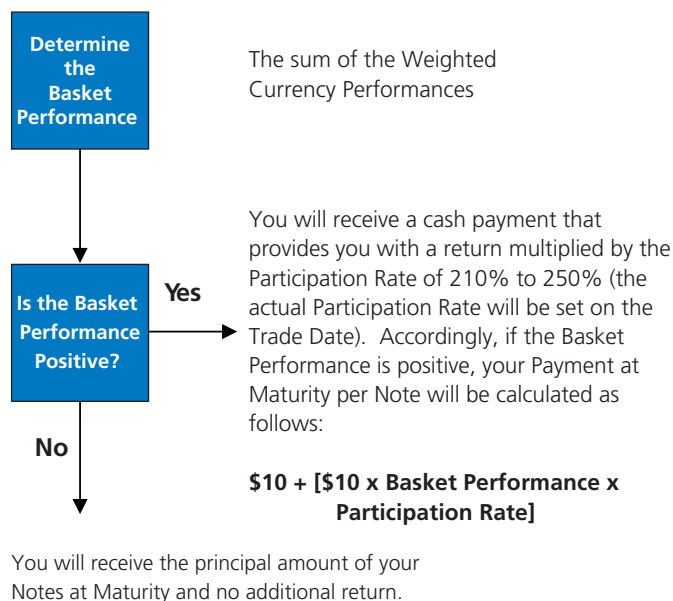 Determine
the
Basket
Performance
The sum of the Weighted
Currency Performances
Is the Basket
Performance
Positive?
Yes
You will receive a cash payment that
provides you with a return multiplied by the
Participation Rate of 210% to 250% (the
actual Participation Rate will be set on the
Trade Date).  Accordingly, if the Basket
Performance is positive, your Payment at
Maturity per Note will be calculated as
follows:
$10 + [$10 x Basket Performance x
Participation Rate]
No
You will receive the principal amount of your
Notes at Maturity and no additional return.